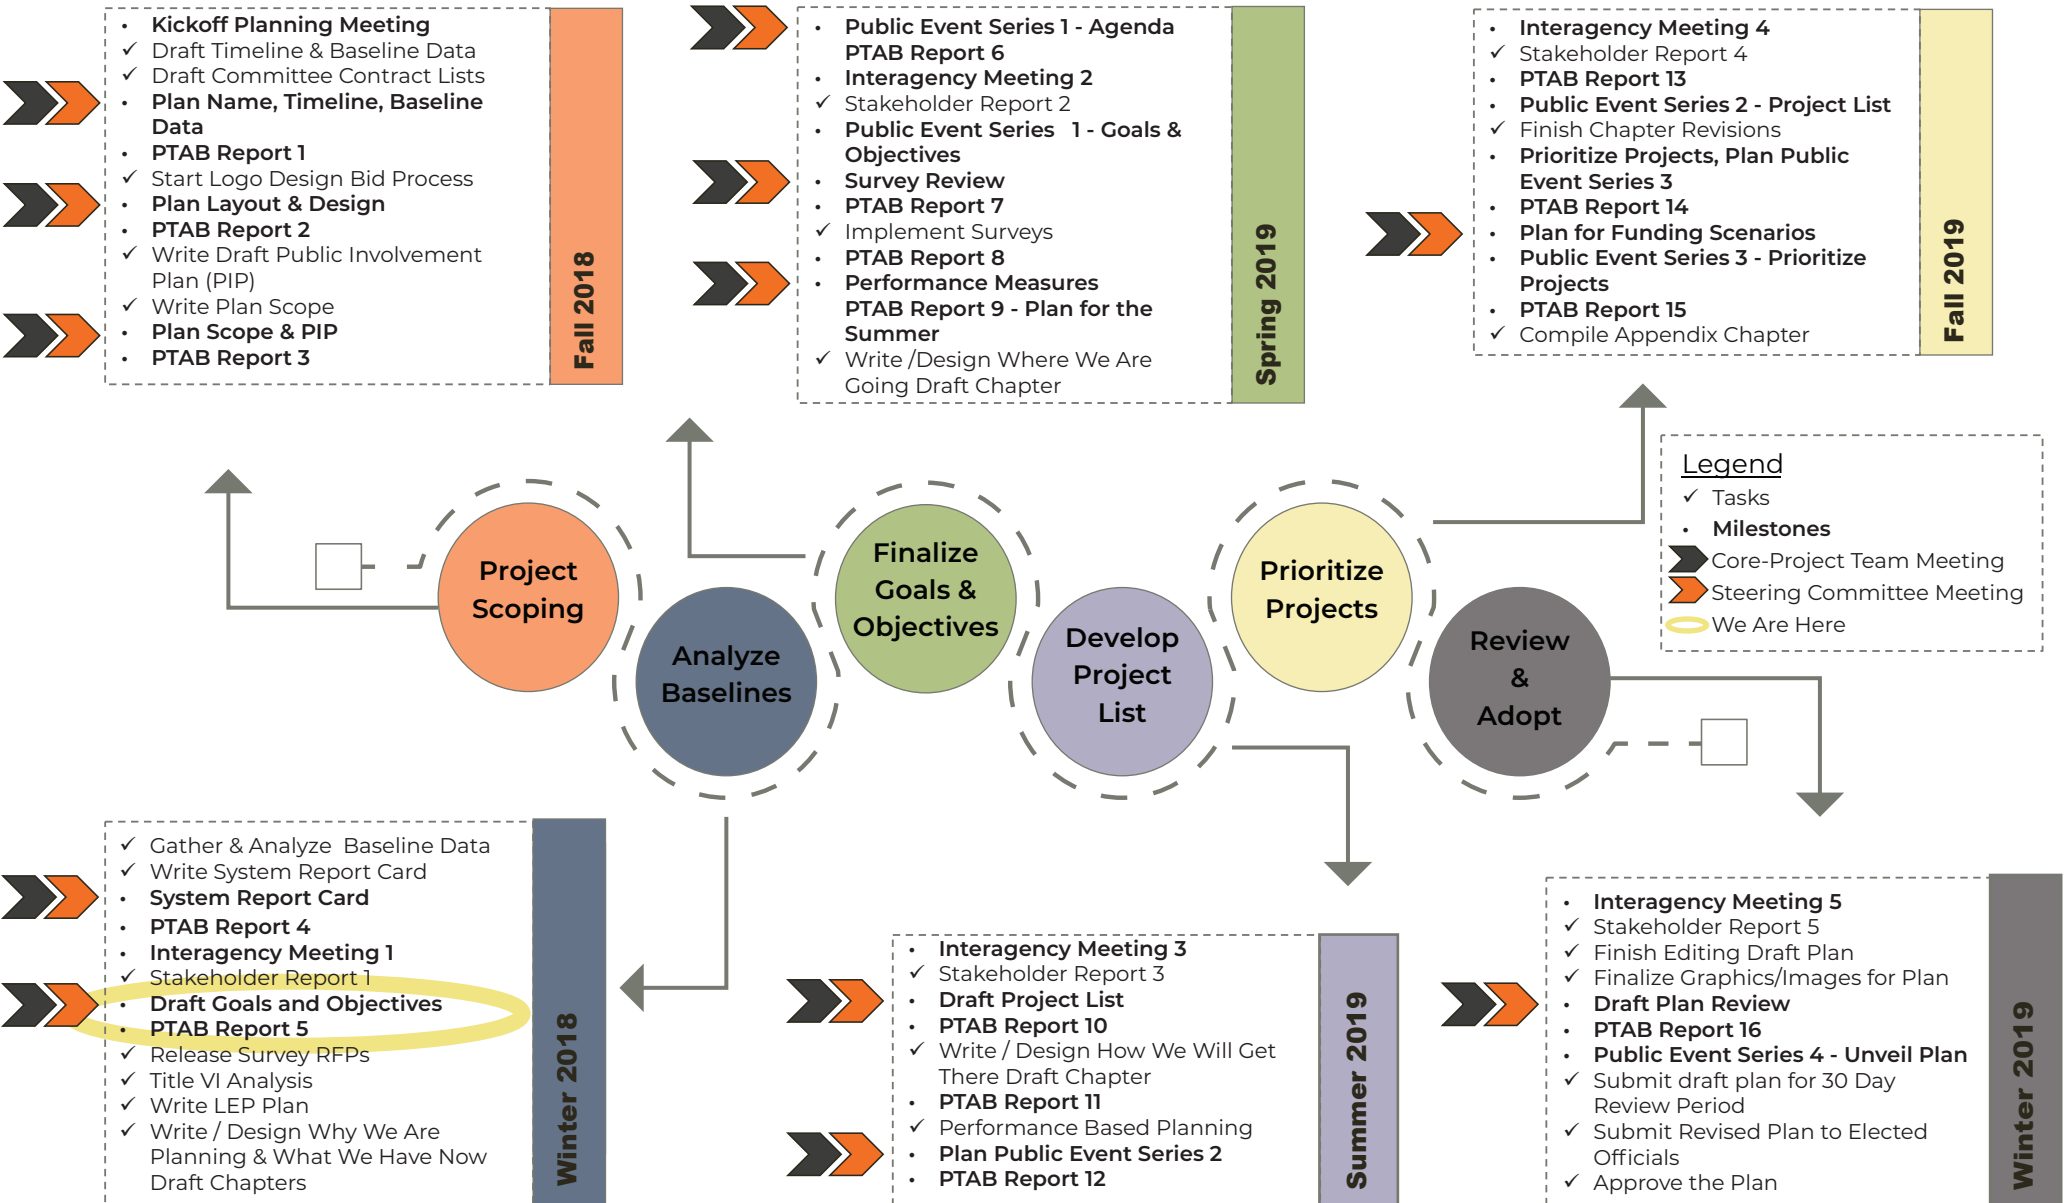 • Kickoff Planning Meeting
✓ Draft Timeline & Baseline Data
✓ Draft Committee Contract Lists
• Plan Name, Timeline, Baseline
Data
• PTAB Report 1
✓ Start Logo Design Bid Process
• Plan Layout & Design
• PTAB Report 2
✓ Write Draft Public Involvement
Plan (PIP)
✓ Write Plan Scope
• Plan Scope & PIP
• PTAB Report 3
Fall 2018
• Public Event Series 1 - Agenda
PTAB Report 6
• Interagency Meeting 2
✓ Stakeholder Report 2
• Public Event Series 1 - Goals &
Objectives
• Survey Review
• PTAB Report 7
✓ Implement Surveys
• PTAB Report 8
• Performance Measures
PTAB Report 9 - Plan for the
Summer
✓ Write /Design Where We Are
Going Draft Chapter
Spring 2019
• Interagency Meeting 4
✓ Stakeholder Report 4
• PTAB Report 13
• Public Event Series 2 - Project List
✓ Finish Chapter Revisions
• Prioritize Projects, Plan Public
Event Series 3
• PTAB Report 14
• Plan for Funding Scenarios
• Public Event Series 3 - Prioritize
Projects
• PTAB Report 15
✓ Compile Appendix Chapter
Fall 2019
Legend
✓ Tasks
• Milestones
Core-Project Team Meeting
Steering Committee Meeting
We Are Here
Project
Scoping
Analyze
Baselines
Finalize
Goals &
Objectives
Develop
Project
List
Prioritize
Projects
Review
&
Adopt
✓ Gather & Analyze Baseline Data
✓ Write System Report Card
• System Report Card
• PTAB Report 4
• Interagency Meeting 1
✓ Stakeholder Report 1
• Draft Goals and Objectives
• PTAB Report 5
✓ Release Survey RFPs
✓ Title VI Analysis
✓ Write LEP Plan
✓ Write / Design Why We Are
Planning & What We Have Now
Draft Chapters
Winter 2018
• Interagency Meeting 3
✓ Stakeholder Report 3
• Draft Project List
• PTAB Report 10
✓ Write / Design How We Will Get
There Draft Chapter
• PTAB Report 11
✓ Performance Based Planning
• Plan Public Event Series 2
• PTAB Report 12
Summer 2019
• Interagency Meeting 5
✓ Stakeholder Report 5
✓ Finish Editing Draft Plan
✓ Finalize Graphics/Images for Plan
• Draft Plan Review
• PTAB Report 16
• Public Event Series 4 - Unveil Plan
✓ Submit draft plan for 30 Day
Review Period
✓ Submit Revised Plan to Elected
Officials
✓ Approve the Plan
Winter 2019